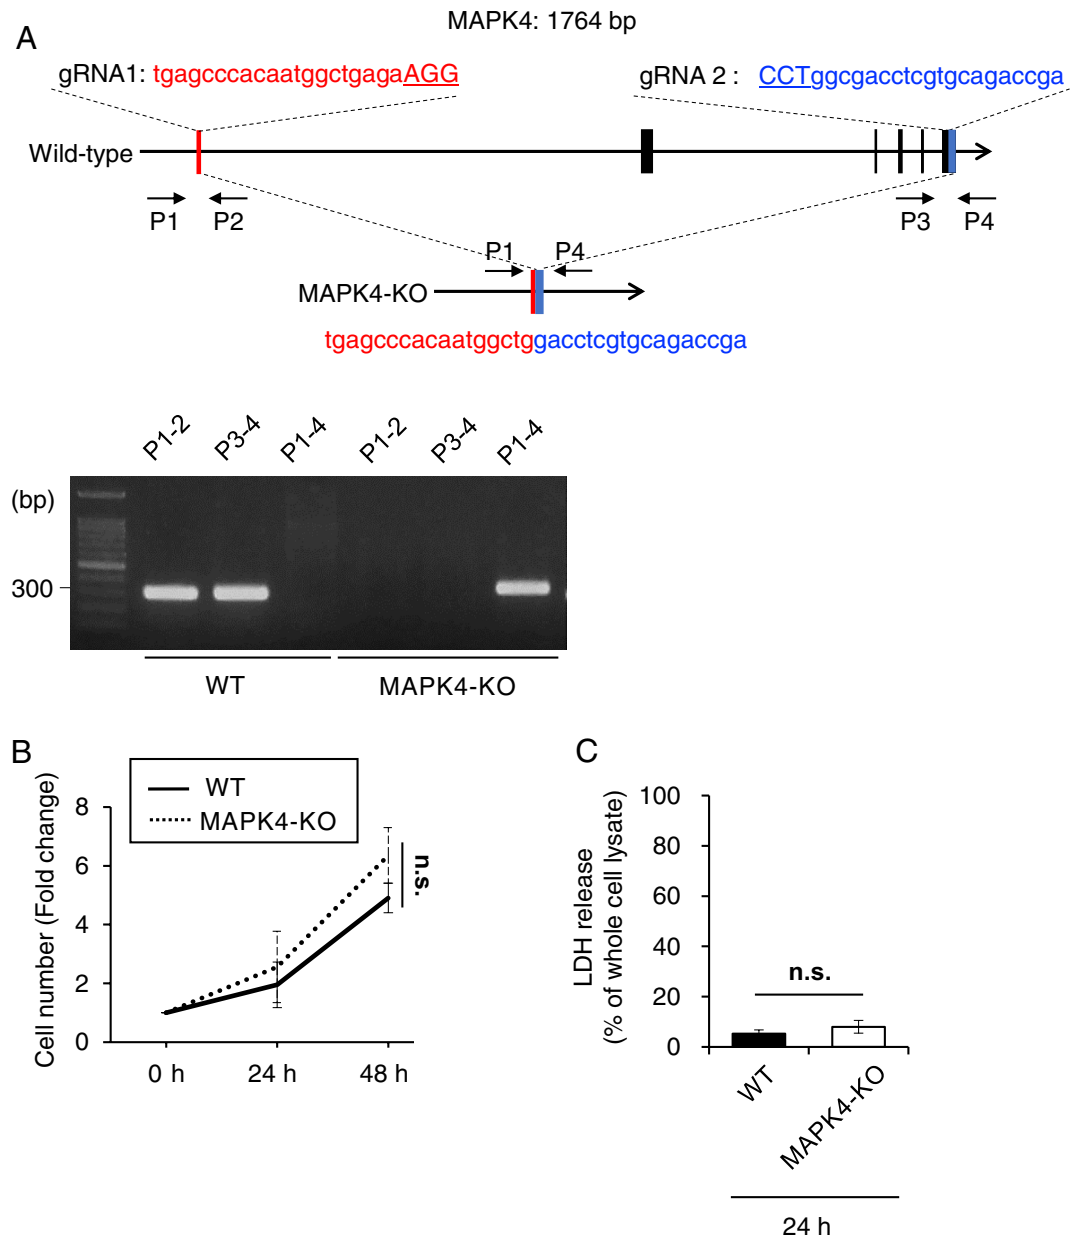 A
MAPK4: 1764 bp
gRNA1: tgagcccacaatggctgagaAGG
gRNA 2 : CCTggcgacctcgtgcagaccga
Wild-type
P1 P2 P3 P4
P1 P4
MAPK4-KO
tgagcccacaatggctggacctcgtgcagaccga
P1-2 P3-4 P1-4 P1-2 P3-4 P1-4
(bp)
300
WT MAPK4-KO
B
WT
MAPK4-KO
Cell number (Fold change)
8
6
4
2
0
n.s.
0 h 24 h 48 h
C
LDH release
(% of whole cell lysate)
100
80
60
40
20
0
n.s.
WT
MAPK4-KO
24 h